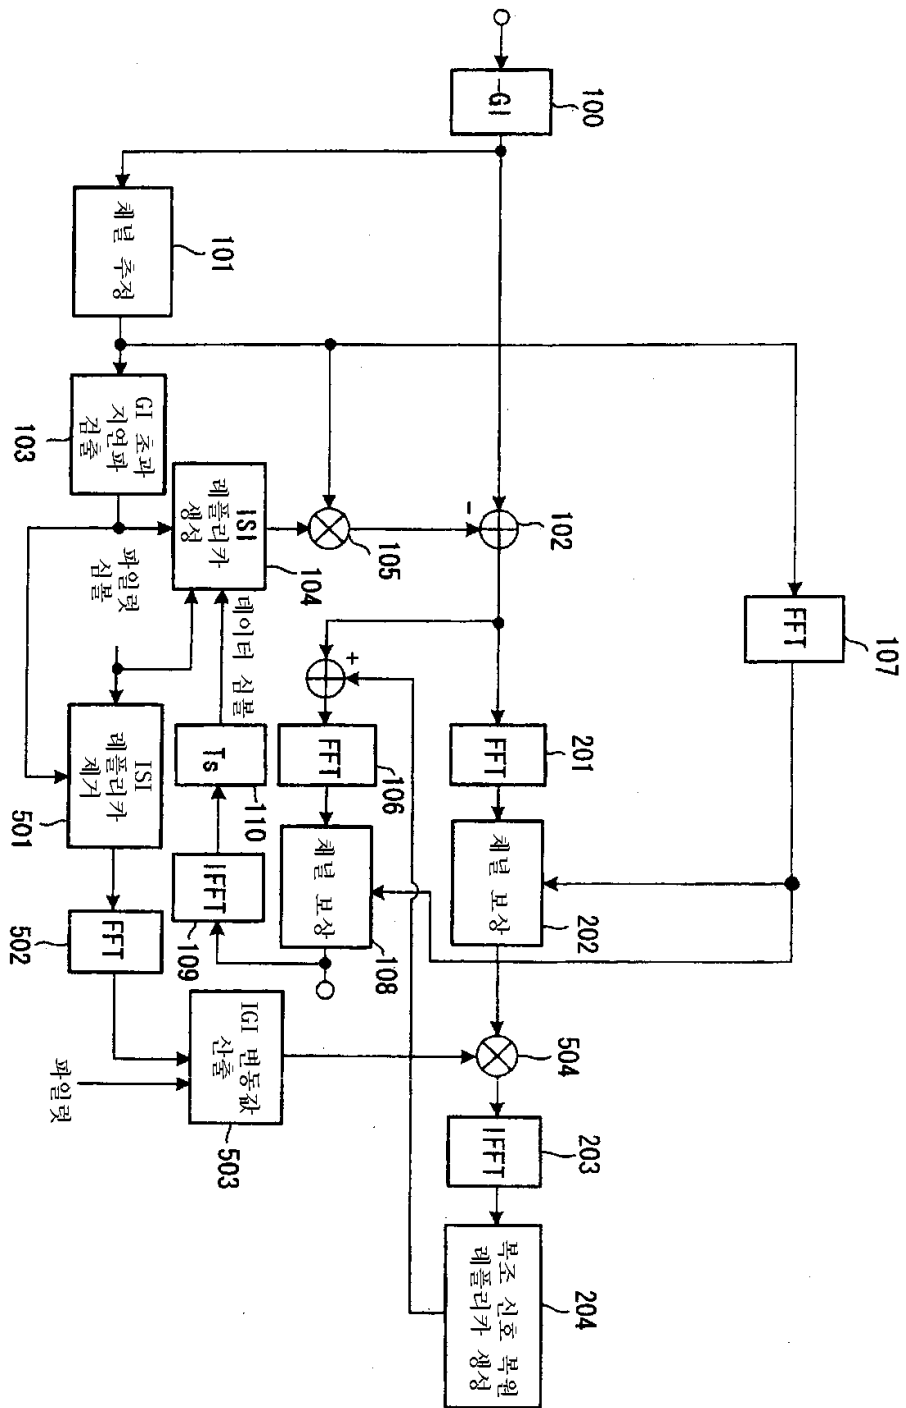 -GI
100
채널 추정
101
GI 초과
지연파
검출
103
파일럿
심볼
ISI
레플리카
생성
104
105
-
102
FFT
107
데이터 심볼
+
FFT
106
FFT
201
Ts
110
ISI
레플리카
제거
501
채널 보상
108
채널 보상
202
IFFT
109
FFT
502
IGI 변동값
산출
503
파일럿
504
IFFT
203
복조 신호 복원
레플리카 생성
204